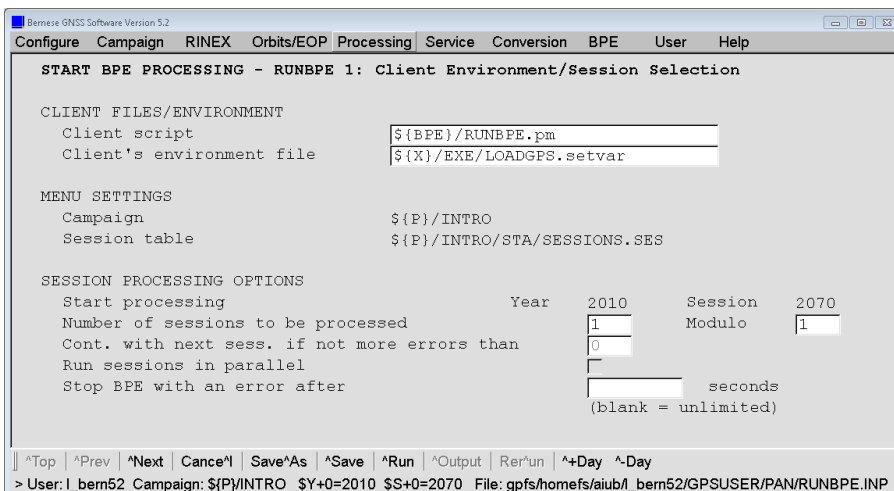 Bernese GNSS Software Version 5.2
Configure Campaign RINEX Orbits/EOP Processing Service Conversion BPE User Help
START BPE PROCESSING - RUNBPE 1: Client Environment/Session Selection
CLIENT FILES/ENVIRONMENT
Client script ${BPE}/RUNBPE.pm
Client's environment file ${X}/EXE/LOADGPS.setvar
MENU SETTINGS
Campaign ${P}/INTRO
Session table ${P}/INTRO/STA/SESSIONS.SES
SESSION PROCESSING OPTIONS
Start processing Year 2010 Session 2070
Number of sessions to be processed 1 Modulo 1
Cont. with next sess. if not more errors than 0
Run sessions in parallel
Stop BPE with an error after seconds
(blank = unlimited)
^Top | ^Prev | ^Next | Cance^l | Save^As | ^Save | ^Run | ^Output | Rer^un | ^+Day ^-Day
> User: l_bern52 Campaign: ${P}/INTRO $Y+0=2010 $S+0=2070 File: gpfs/homefs/aiub/l_bern52/GPSUSER/PAN/RUNBPE.INP